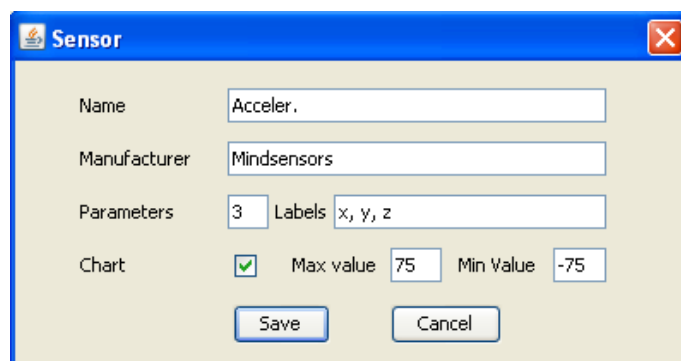 Sensor
Name Acceler.
Manufacturer Mindsensors
Parameters 3 Labels x, y, z
Chart Max value 75 Min Value -75
Save Cancel